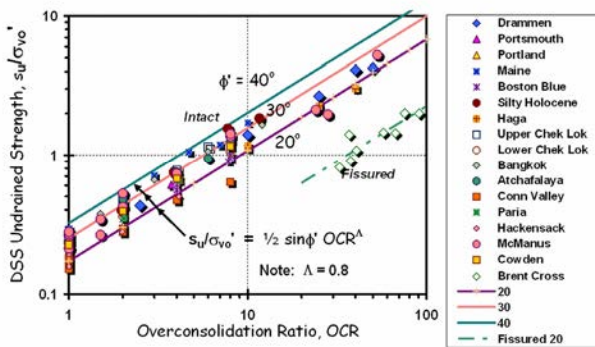 DSS Undrained Strength, sᵤ/σᵥₒ'
10
1
0.1
ϕ' = 40°
30°
20°
Intact
Fissured
sᵤ/σᵥₒ' = ½ sinϕ' OCR^Λ
Note: Λ = 0.8
1
10
100
Overconsolidation Ratio, OCR
Drammen
Portsmouth
Portland
Maine
Boston Blue
Silty Holocene
Haga
Upper Chek Lok
Lower Chek Lok
Bangkok
Atchafalaya
Conn Valley
Paria
Hackensack
McManus
Cowden
Brent Cross
20
30
40
Fissured 20